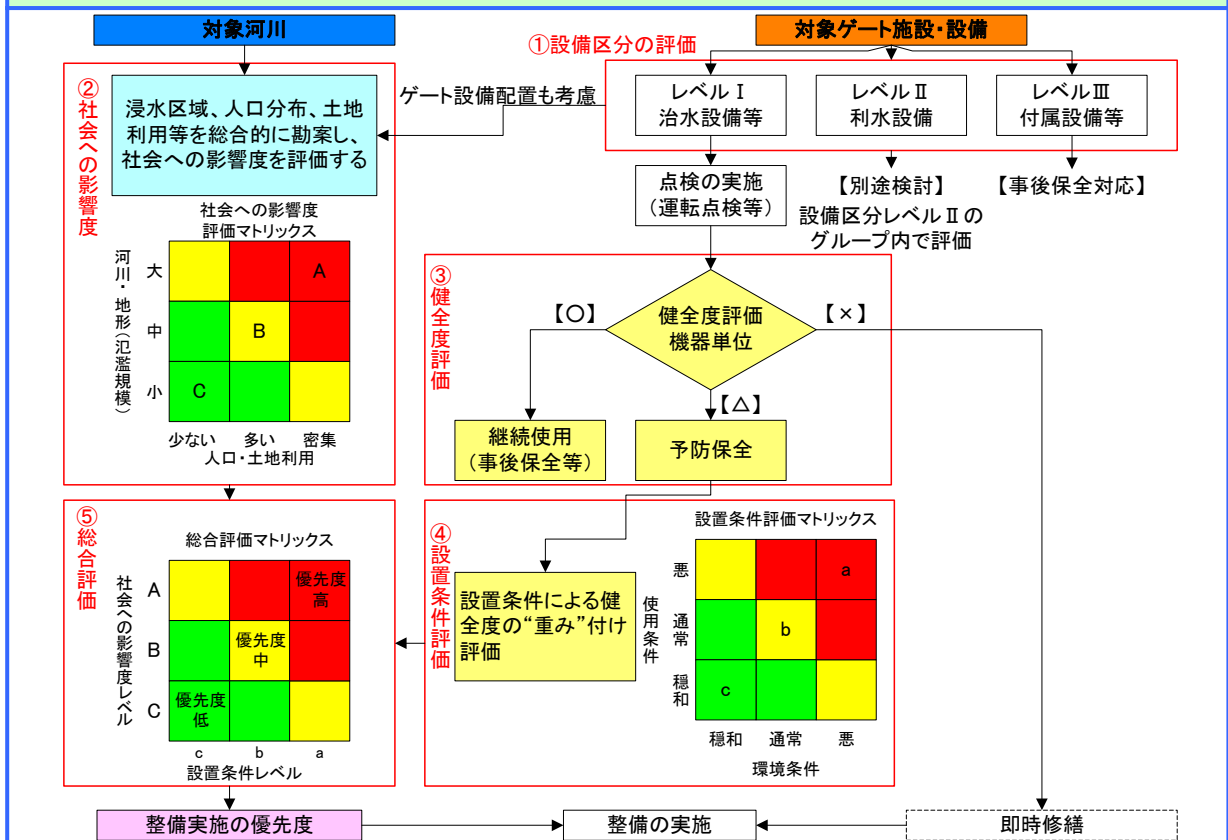 対象河川
対象ゲート施設・設備
①設備区分の評価
レベルⅠ
治水設備等
レベルⅡ
利水設備
レベルⅢ
付属設備等
ゲート設備配置も考慮
②社会への影響度
浸水区域、人口分布、土地
利用等を総合的に勘案し、
社会への影響度を評価する
点検の実施
(運転点検等)
【別途検討】
設備区分レベルⅡの
グループ内で評価
【事後保全対応】
社会への影響度
評価マトリックス
河川・地形(氾濫規模)
大
中
小
A
B
C
少ない
多い
密集
人口・土地利用
③健全度評価
健全度評価
機器単位
【〇】
【×】
【△】
継続使用
(事後保全等)
予防保全
④設置条件評価
設置条件による健
全度の“重み”付け
評価
設置条件評価マトリックス
使用条件
悪
通常
穏和
a
b
c
穏和
通常
悪
環境条件
⑤総合評価
総合評価マトリックス
社会への影響度レベル
A
B
C
優先度
高
優先度
中
優先度
低
c
b
a
設置条件レベル
整備実施の優先度
整備の実施
即時修繕